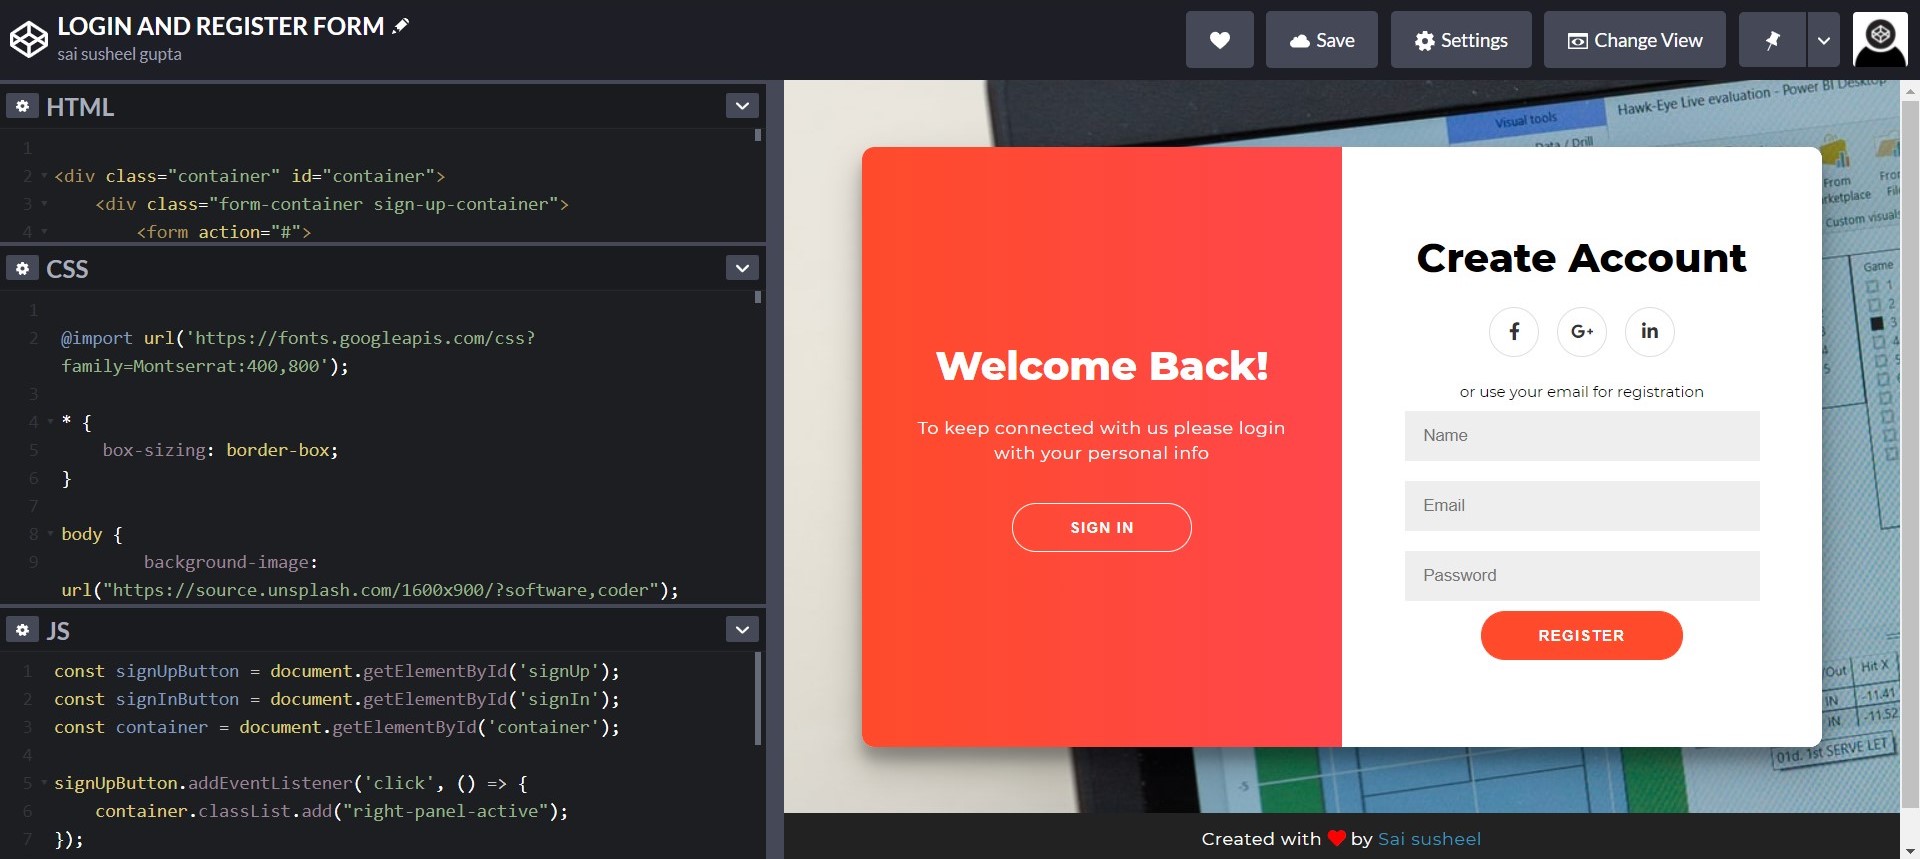 LOGIN AND REGISTER FORM
sai susheel gupta
Save
Settings
Change View
HTML
1
2 <div class="container" id="container">
3 <div class="form-container sign-up-container">
4 <form action="#">
CSS
1
2 @import url('https://fonts.googleapis.com/css?
family=Montserrat:400,800');
3
4 * {
5 box-sizing: border-box;
6 }
7
8 body {
9 background-image:
url("https://source.unsplash.com/1600x900/?software,coder");
JS
1 const signUpButton = document.getElementById('signUp');
2 const signInButton = document.getElementById('signIn');
3 const container = document.getElementById('container');
4
5 signUpButton.addEventListener('click', () => {
6 container.classList.add("right-panel-active");
7 });
Hawk-Eye Live evaluation - Power BI Desktop
Visual tools
Data / Drill
From
Custom visuals
Game
1
2
3
4
5
Hit X
IN -11.41
IN -11.52
01d. 1st SERVE LET
-5
Welcome Back!
To keep connected with us please login
with your personal info
SIGN IN
Create Account
f G+ in
or use your email for registration
Name
Email
Password
REGISTER
Created with ❤ by Sai susheel